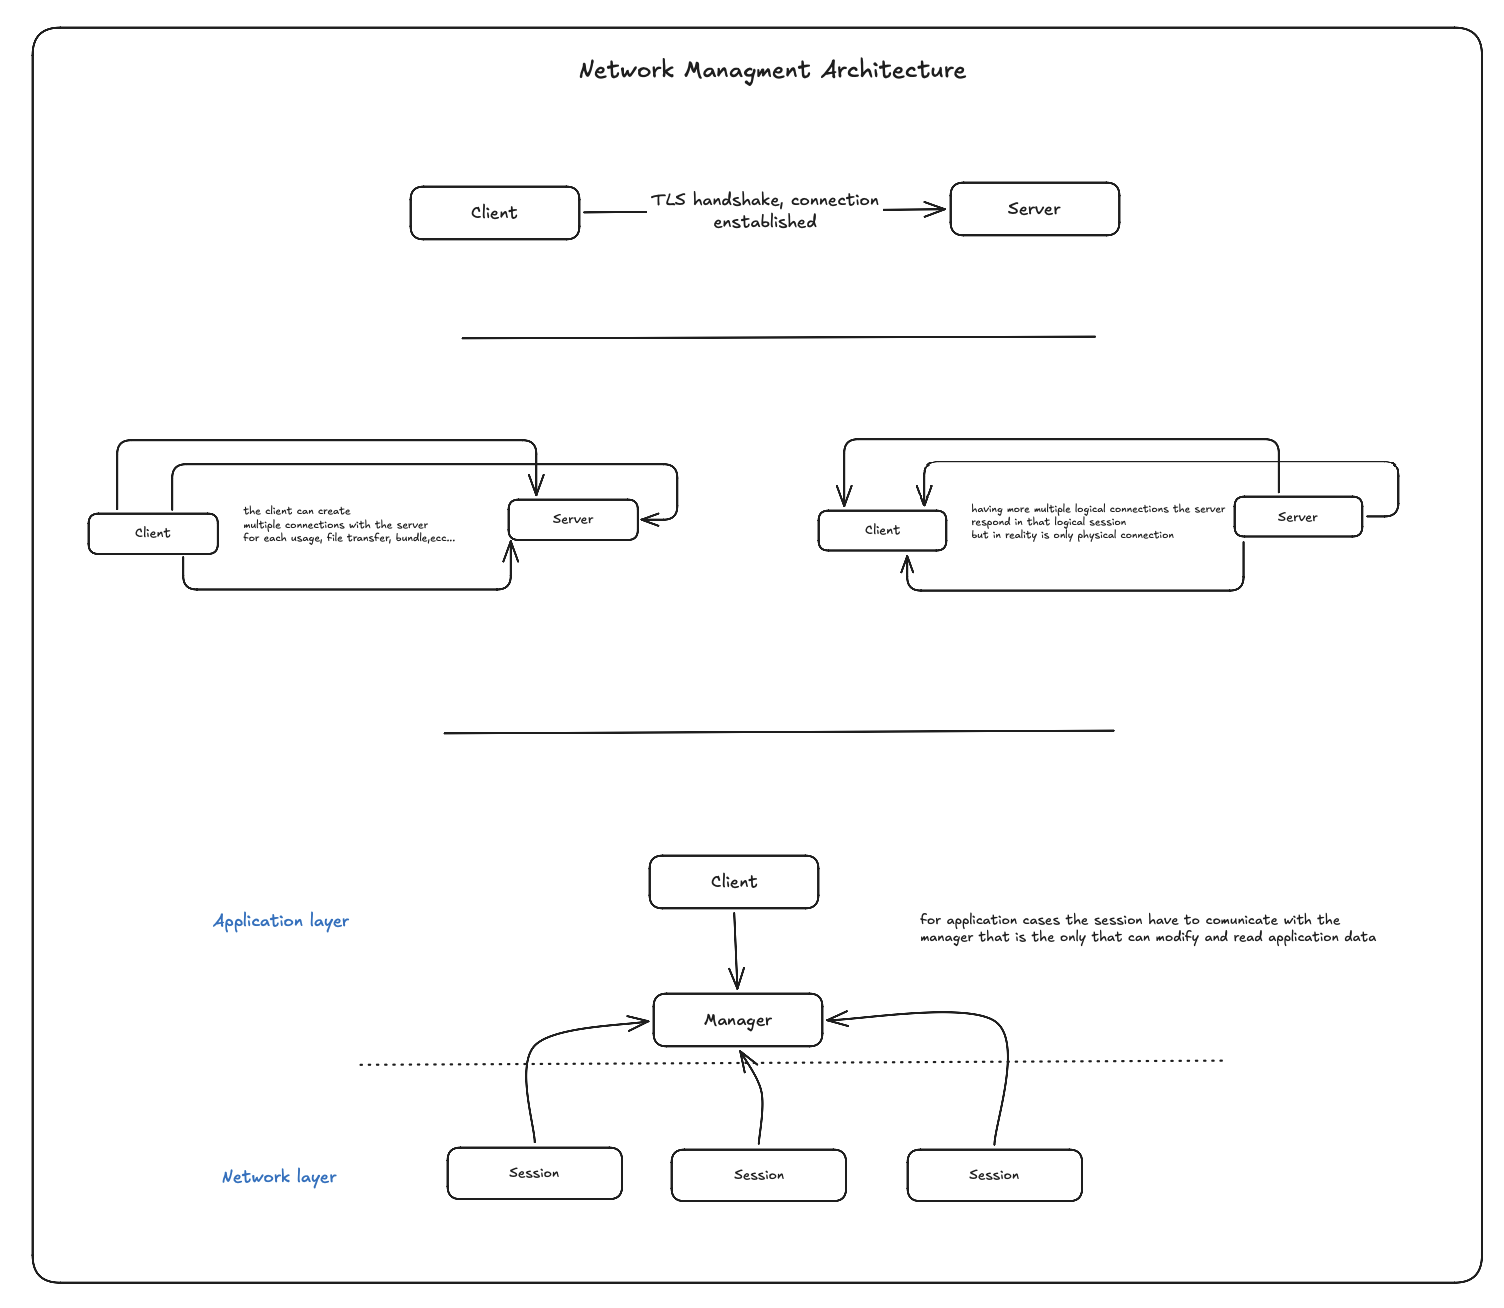 Network Managment Architecture
Client
TLS handshake, connection
enstablished
Server
Client
the client can create
multiple connections with the server
for each usage, file transfer, bundle,ecc...
Server
Client
having more multiple logical connections the server
respond in that logical session
but in reality is only physical connection
Server
Client
Application layer
for application cases the session have to comunicate with the
manager that is the only that can modify and read application data
Manager
Network layer
Session
Session
Session